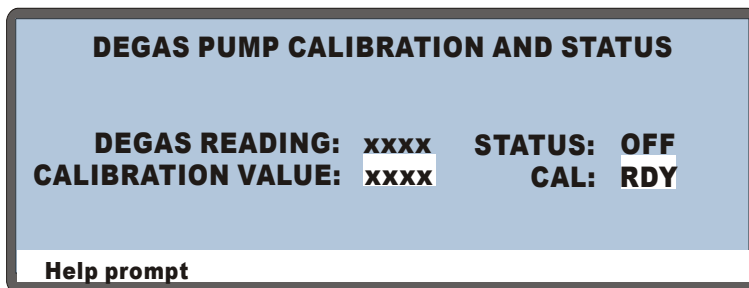 DEGAS PUMP CALIBRATION AND STATUS
DEGAS READING: xxxx STATUS: OFF
CALIBRATION VALUE: xxxx CAL: RDY
Help prompt